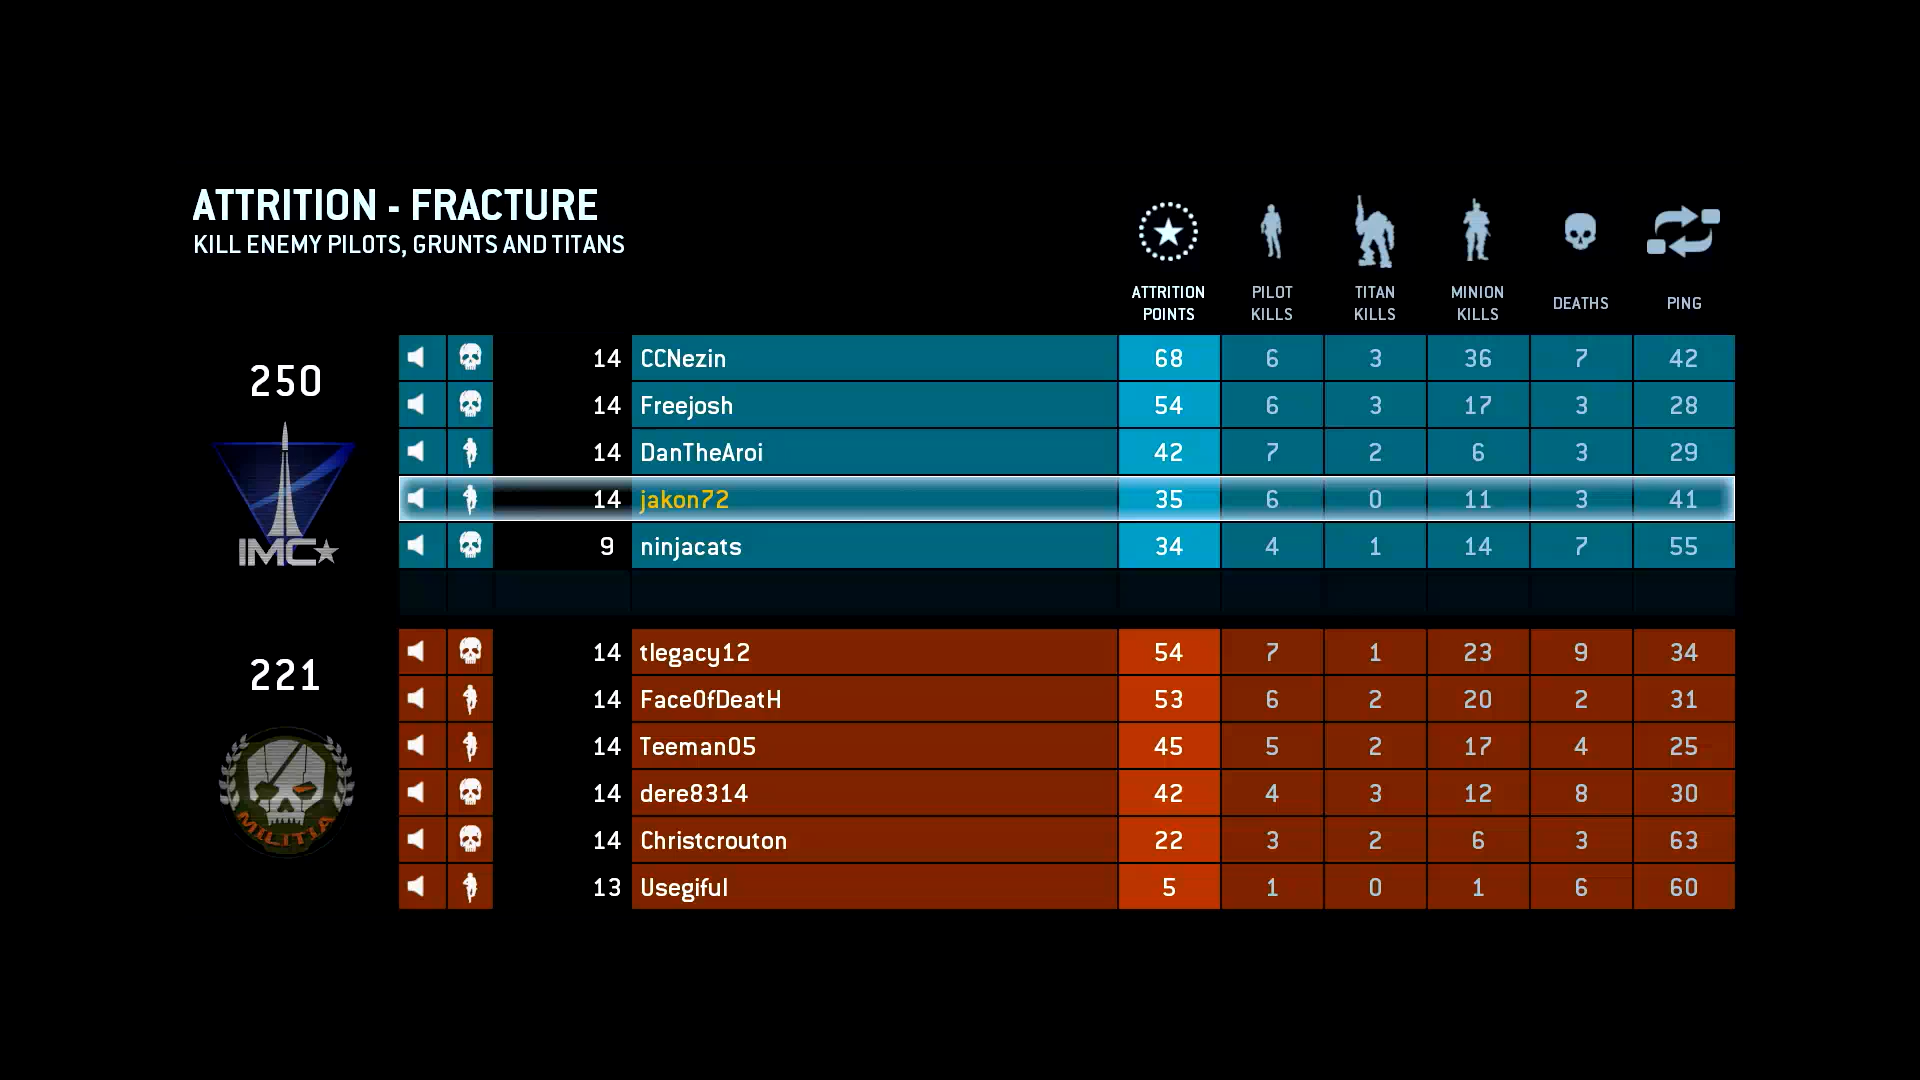 ATTRITION - FRACTURE
KILL ENEMY PILOTS, GRUNTS AND TITANS
ATTRITION POINTS PILOT KILLS TITAN KILLS MINION KILLS DEATHS PING
250
IMC
14 CCNezin 68 6 3 36 7 42
14 Freejosh 54 6 3 17 3 28
14 DanTheAroi 42 7 2 6 3 29
14 jakon72 35 6 0 11 3 41
9 ninjacats 34 4 1 14 7 55
221
MILITIA
14 tlegacy12 54 7 1 23 9 34
14 FaceOfDeatH 53 6 2 20 2 31
14 Teeman05 45 5 2 17 4 25
14 dere8314 42 4 3 12 8 30
14 Christcrouton 22 3 2 6 3 63
13 Usegiful 5 1 0 1 6 60